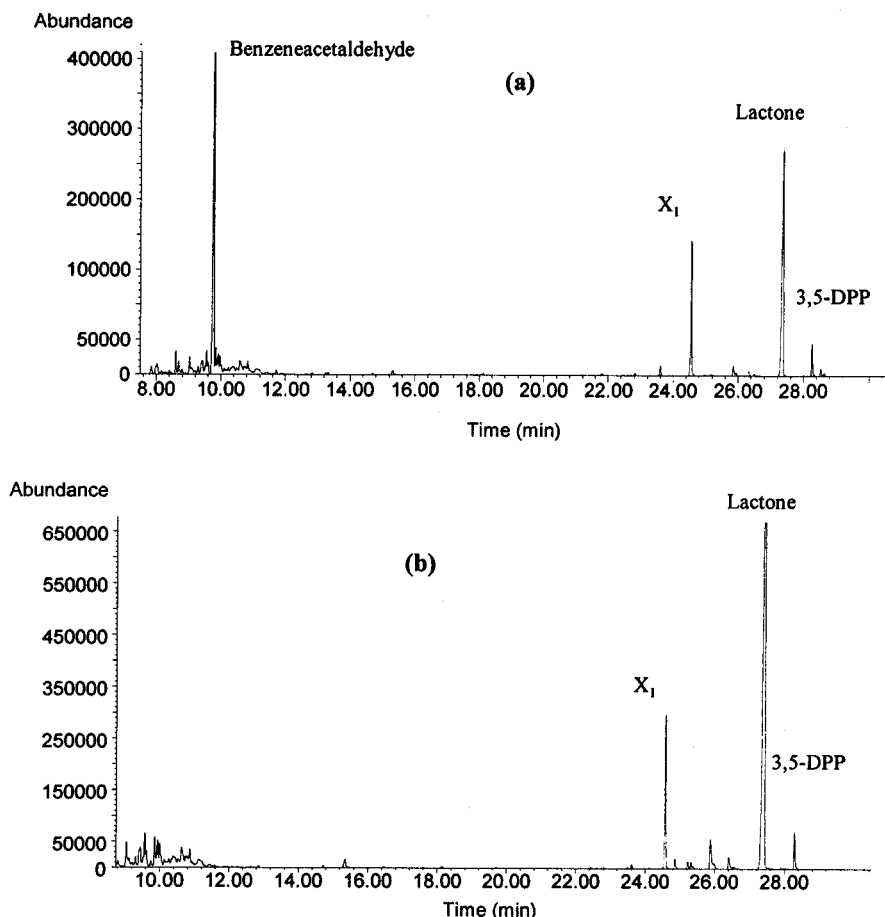 Abundance
Benzeneacetaldehyde
400000
(a)
Lactone
300000
X1
200000
100000
3,5-DPP
50000
0
8.00 10.00 12.00 14.00 16.00 18.00 20.00 22.00 24.00 26.00 28.00
Time (min)
Abundance
Lactone
650000
(b)
550000
450000
350000
X1
250000
3,5-DPP
150000
50000
0
10.00 12.00 14.00 16.00 18.00 20.00 22.00 24.00 26.00 28.00
Time (min)